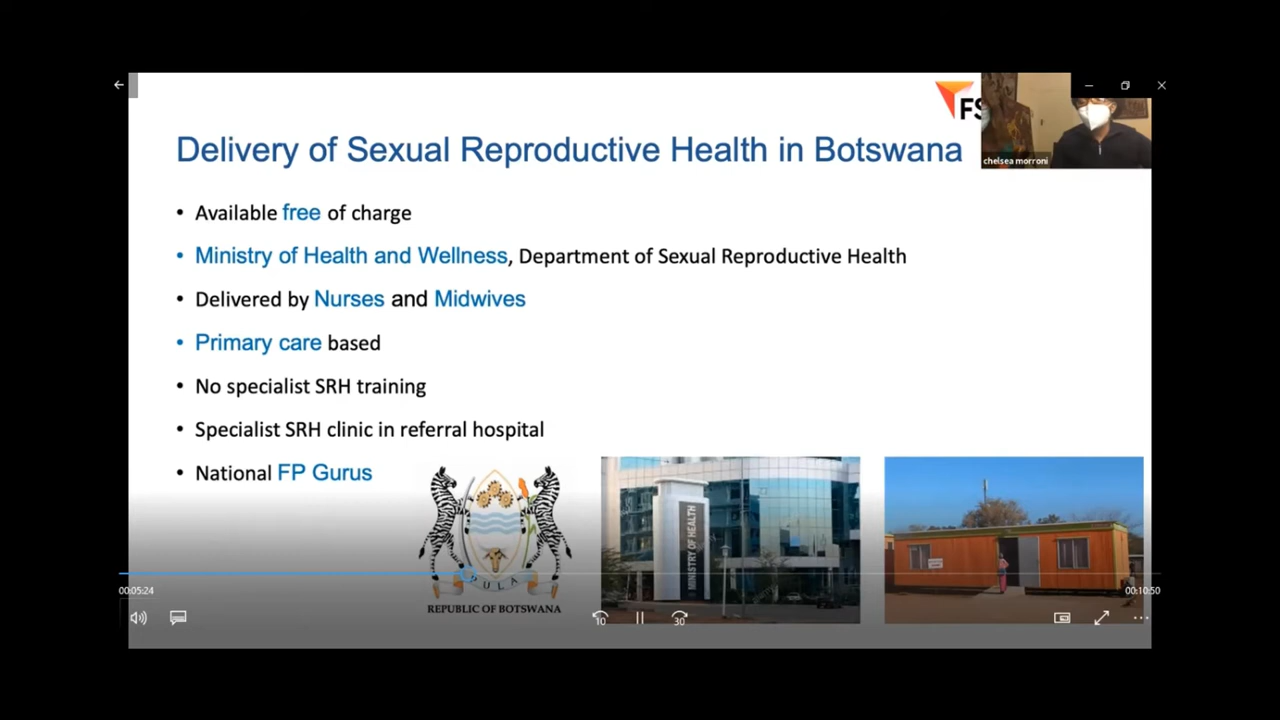 FS
Delivery of Sexual Reproductive Health in Botswana
chelsea morroni
• Available free of charge
• Ministry of Health and Wellness, Department of Sexual Reproductive Health
• Delivered by Nurses and Midwives
• Primary care based
• No specialist SRH training
• Specialist SRH clinic in referral hospital
• National FP Gurus
MINISTRY OF HEALTH
PULA
REPUBLIC OF BOTSWANA
00:05:24
00:10:50
10
30